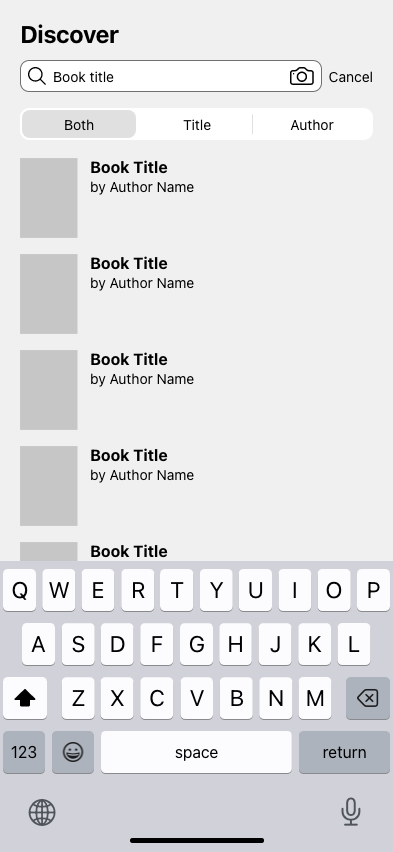 Discover
Book title
Cancel
Both Title Author
Book Title
by Author Name
Book Title
by Author Name
Book Title
by Author Name
Book Title
by Author Name
Book Title
Q W E R T Y U I O P
A S D F G H J K L
Z X C V B N M
123 space return